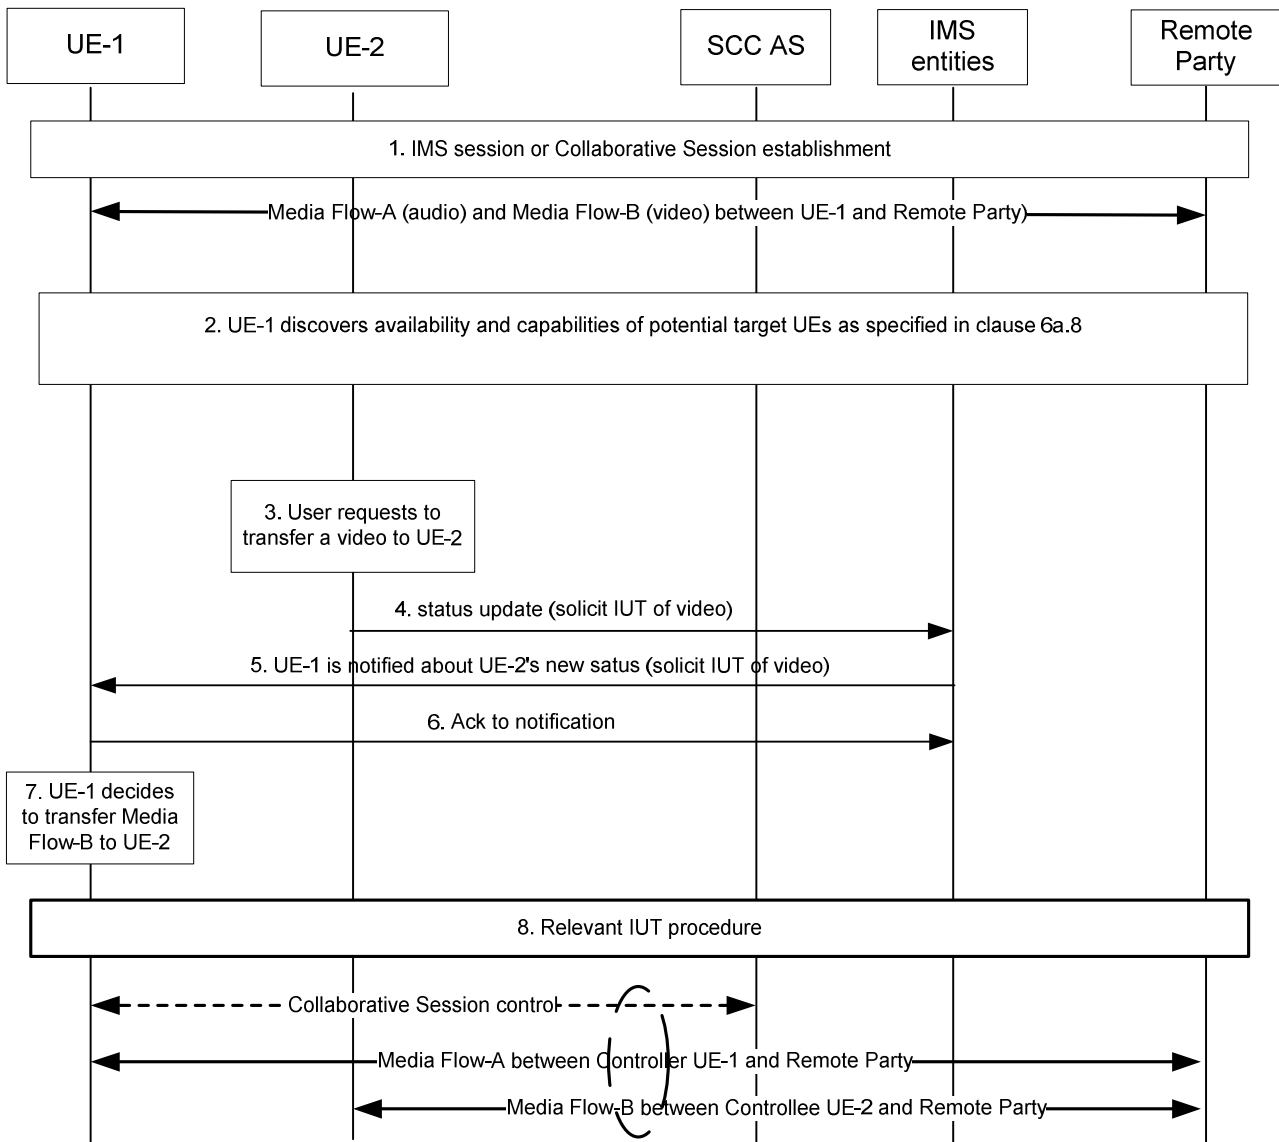 UE-1
UE-2
SCC AS
IMS
entities
Remote
Party
1. IMS session or Collaborative Session establishment
Media Flow-A (audio) and Media Flow-B (video) between UE-1 and Remote Party)
2. UE-1 discovers availability and capabilities of potential target UEs as specified in clause 6a.8
3. User requests to
transfer a video to UE-2
4. status update (solicit IUT of video)
5. UE-1 is notified about UE-2's new satus (solicit IUT of video)
6. Ack to notification
7. UE-1 decides
to transfer Media
Flow-B to UE-2
8. Relevant IUT procedure
Collaborative Session control
Media Flow-A between Controller UE-1 and Remote Party
Media Flow-B between Controllee UE-2 and Remote Party